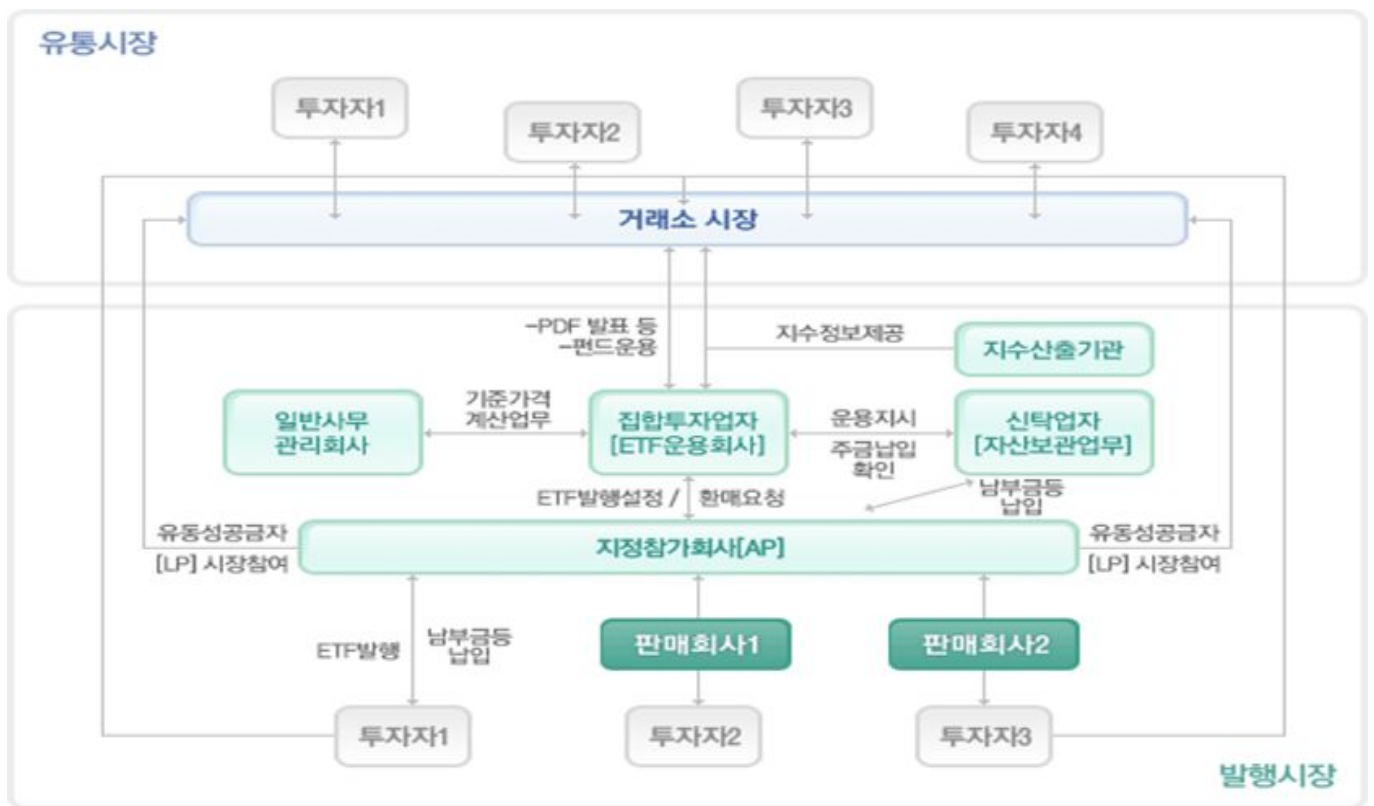 유통시장
투자자1
투자자2
투자자3
투자자4
거래소 시장
-PDF 발표 등
-펀드운용
지수정보제공
지수산출기관
일반사무
관리회사
기준가격
계산업무
집합투자업자
[ETF운용회사]
운용지시
주금납입
확인
신탁업자
[자산보관업무]
ETF발행설정 / 환매요청
남부금등
납입
유동성공급자
[LP] 시장참여
지정참가회사[AP]
유동성공급자
[LP] 시장참여
ETF발행
남부금등
납입
판매회사1
판매회사2
투자자1
투자자2
투자자3
발행시장